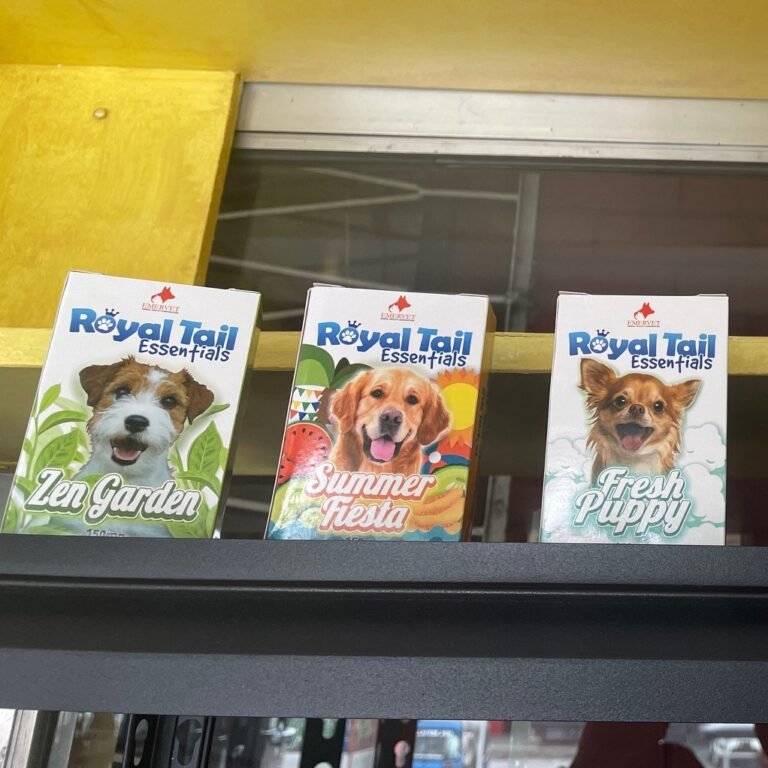 EMERVET
Royal Tail
Essentials
Zen Garden
EMERVET
Royal Tail
Essentials
Summer
Fiesta
EMERVET
Royal Tail
Essentials
Fresh
Puppy